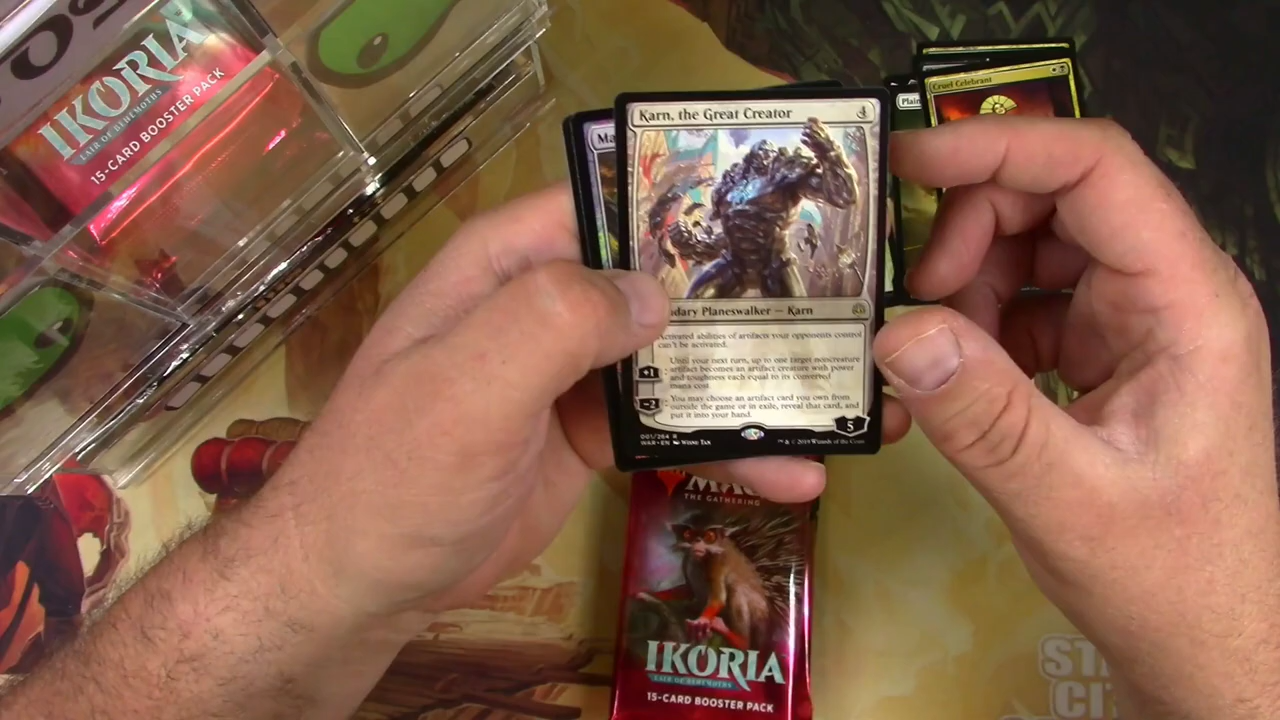 IKORIA
LAIR OF BEHEMOTHS
15-CARD BOOSTER PACK
Plain
Cruel Celebrant
Ma
Karn, the Great Creator
4
dary Planeswalker — Karn
Activated abilities of artifacts your opponents control
can't be activated.
+1
Until your next turn, up to one target noncreature
artifact becomes an artifact creature with power
and toughness each equal to its converted
mana cost
-2
You may choose an artifact card you own from
outside the game or in exile, reveal that card, and
put it into your hand.
5
001/264 R
WAR • EN
™ & © 2019 Wizards of the Coast
THE GATHERING
IKORIA
LAIR OF BEHEMOTHS
15-CARD BOOSTER PACK
STA
CI